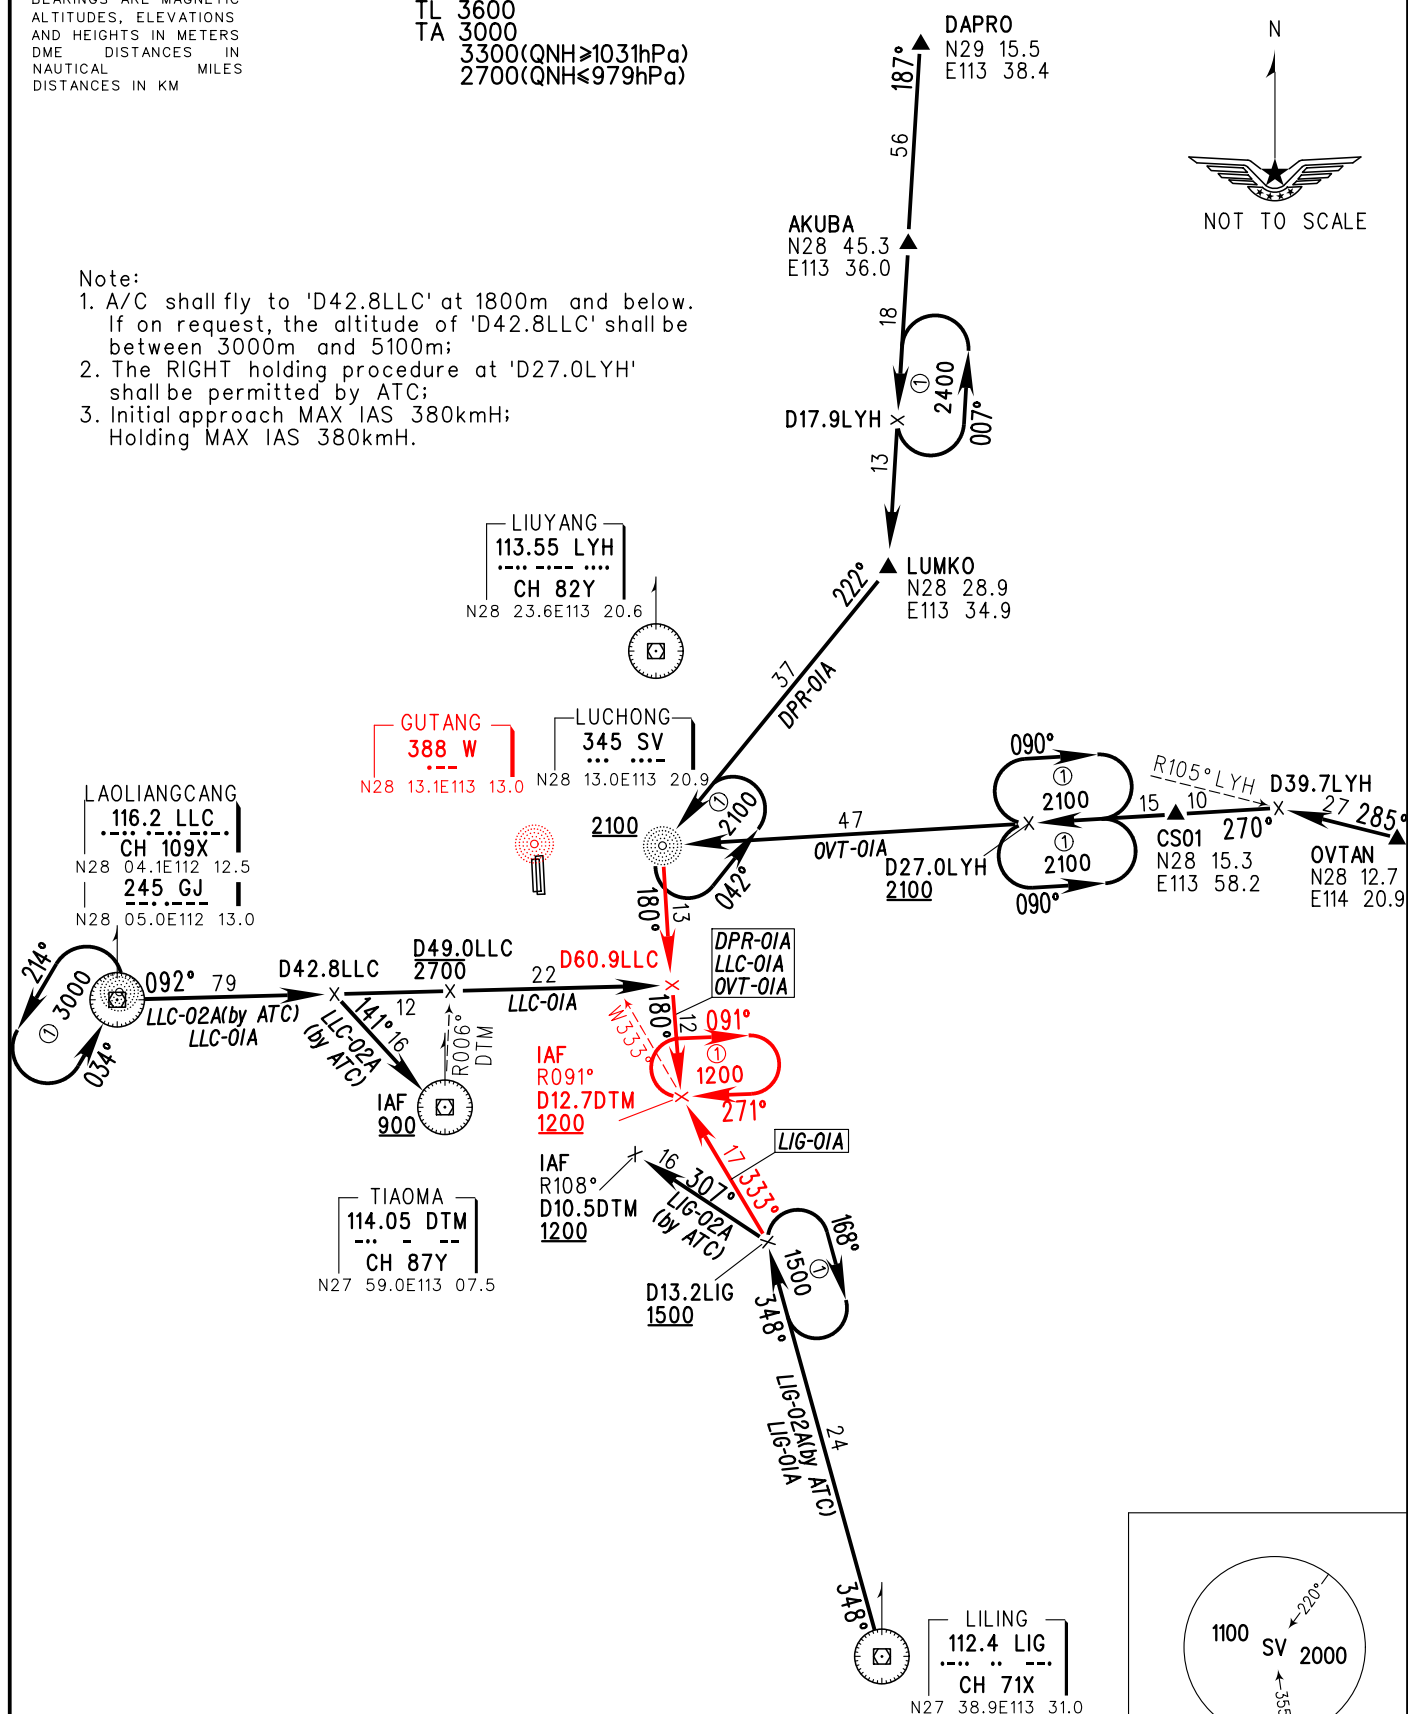 BEARINGS ARE MAGNETIC
ALTITUDES, ELEVATIONS
AND HEIGHTS IN METERS
DME DISTANCES IN
NAUTICAL MILES
DISTANCES IN KM
TL 3600
TA 3000
3300(QNH≥1031hPa)
2700(QNH≤979hPa)
DAPRO
N29 15.5
E113 38.4
187°
56
N
NOT TO SCALE
AKUBA
N28 45.3
E113 36.0
18
① 2400
007°
D17.9LYH
13
Note:
1. A/C shall fly to 'D42.8LLC' at 1800m and below.
If on request, the altitude of 'D42.8LLC' shall be
between 3000m and 5100m;
2. The RIGHT holding procedure at 'D27.0LYH'
shall be permitted by ATC;
3. Initial approach MAX IAS 380kmH;
Holding MAX IAS 380kmH.
LIUYANG
113.55 LYH
·-·· -·-- ····
CH 82Y
N28 23.6E113 20.6
LUMKO
N28 28.9
E113 34.9
222°
37
DPR-01A
GUTANG
388 W
·--
N28 13.1E113 13.0
LUCHONG
345 SV
··· ···-
N28 13.0E113 20.9
2100
① 2100
042°
47
OVT-01A
D27.0LYH
2100
090°
①
2100
①
2100
090°
15
CS01
N28 15.3
E113 58.2
10
270°
R105° LYH
D39.7LYH
27
285°
OVTAN
N28 12.7
E114 20.9
LAOLIANGCANG
116.2 LLC
·-·· ·-·· -·-·
CH 109X
N28 04.1E112 12.5
245 GJ
--· ·---
N28 05.0E112 13.0
214°
① 3000
034°
092° 79
LLC-02A(by ATC)
LLC-01A
D42.8LLC
12
141°
16
LLC-02A
(by ATC)
D49.0LLC
2700
22
LLC-01A
R006°
DTM
IAF
900
180°
13
D60.9LLC
DPR-01A
LLC-01A
OVT-01A
180°
12
W333°
091°
①
1200
271°
IAF
R091°
D12.7DTM
1200
LIG-01A
17 333°
IAF
R108°
D10.5DTM
1200
16 307°
LIG-02A
(by ATC)
TIAOMA
114.05 DTM
-·· - --
CH 87Y
N27 59.0E113 07.5
D13.2LIG
1500
168°
1500 ①
348°
24
LIG-02A(by ATC)
LIG-01A
348°
LILING
112.4 LIG
·-·· ·· --·
CH 71X
N27 38.9E113 31.0
220°
1100
SV
2000
355